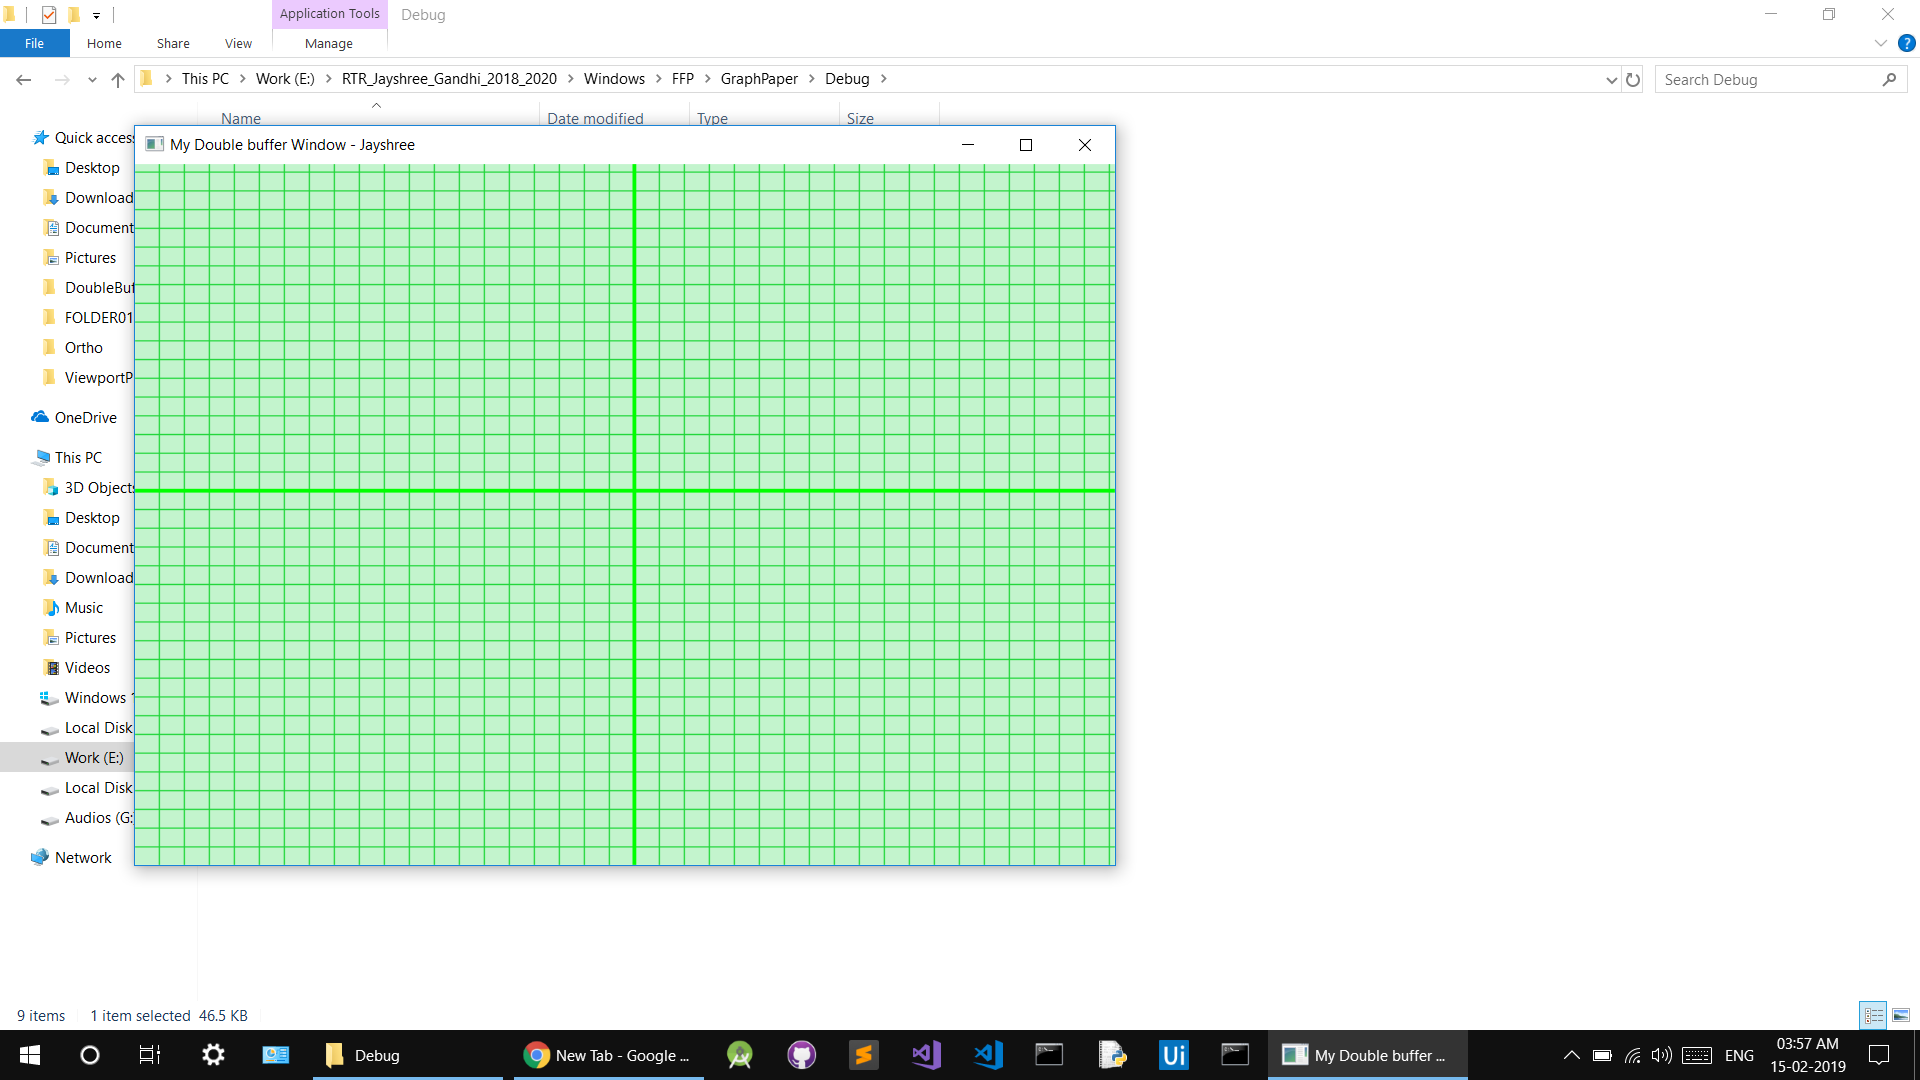 Application Tools Debug
File Home Share View Manage
This PC Work (E:) RTR_Jayshree_Gandhi_2018_2020 Windows FFP GraphPaper Debug Search Debug
Name Date modified Type Size
Quick access
My Double buffer Window - Jayshree
Desktop
Download
Document
Pictures
DoubleBuf
FOLDER01
Ortho
ViewportP
OneDrive
This PC
3D Objects
Desktop
Document
Download
Music
Pictures
Videos
Windows 1
Local Disk
Work (E:)
Local Disk
Audios (G:
Network
9 items 1 item selected 46.5 KB
Debug New Tab - Google ... Ui My Double buffer ... ENG 03:57 AM
15-02-2019